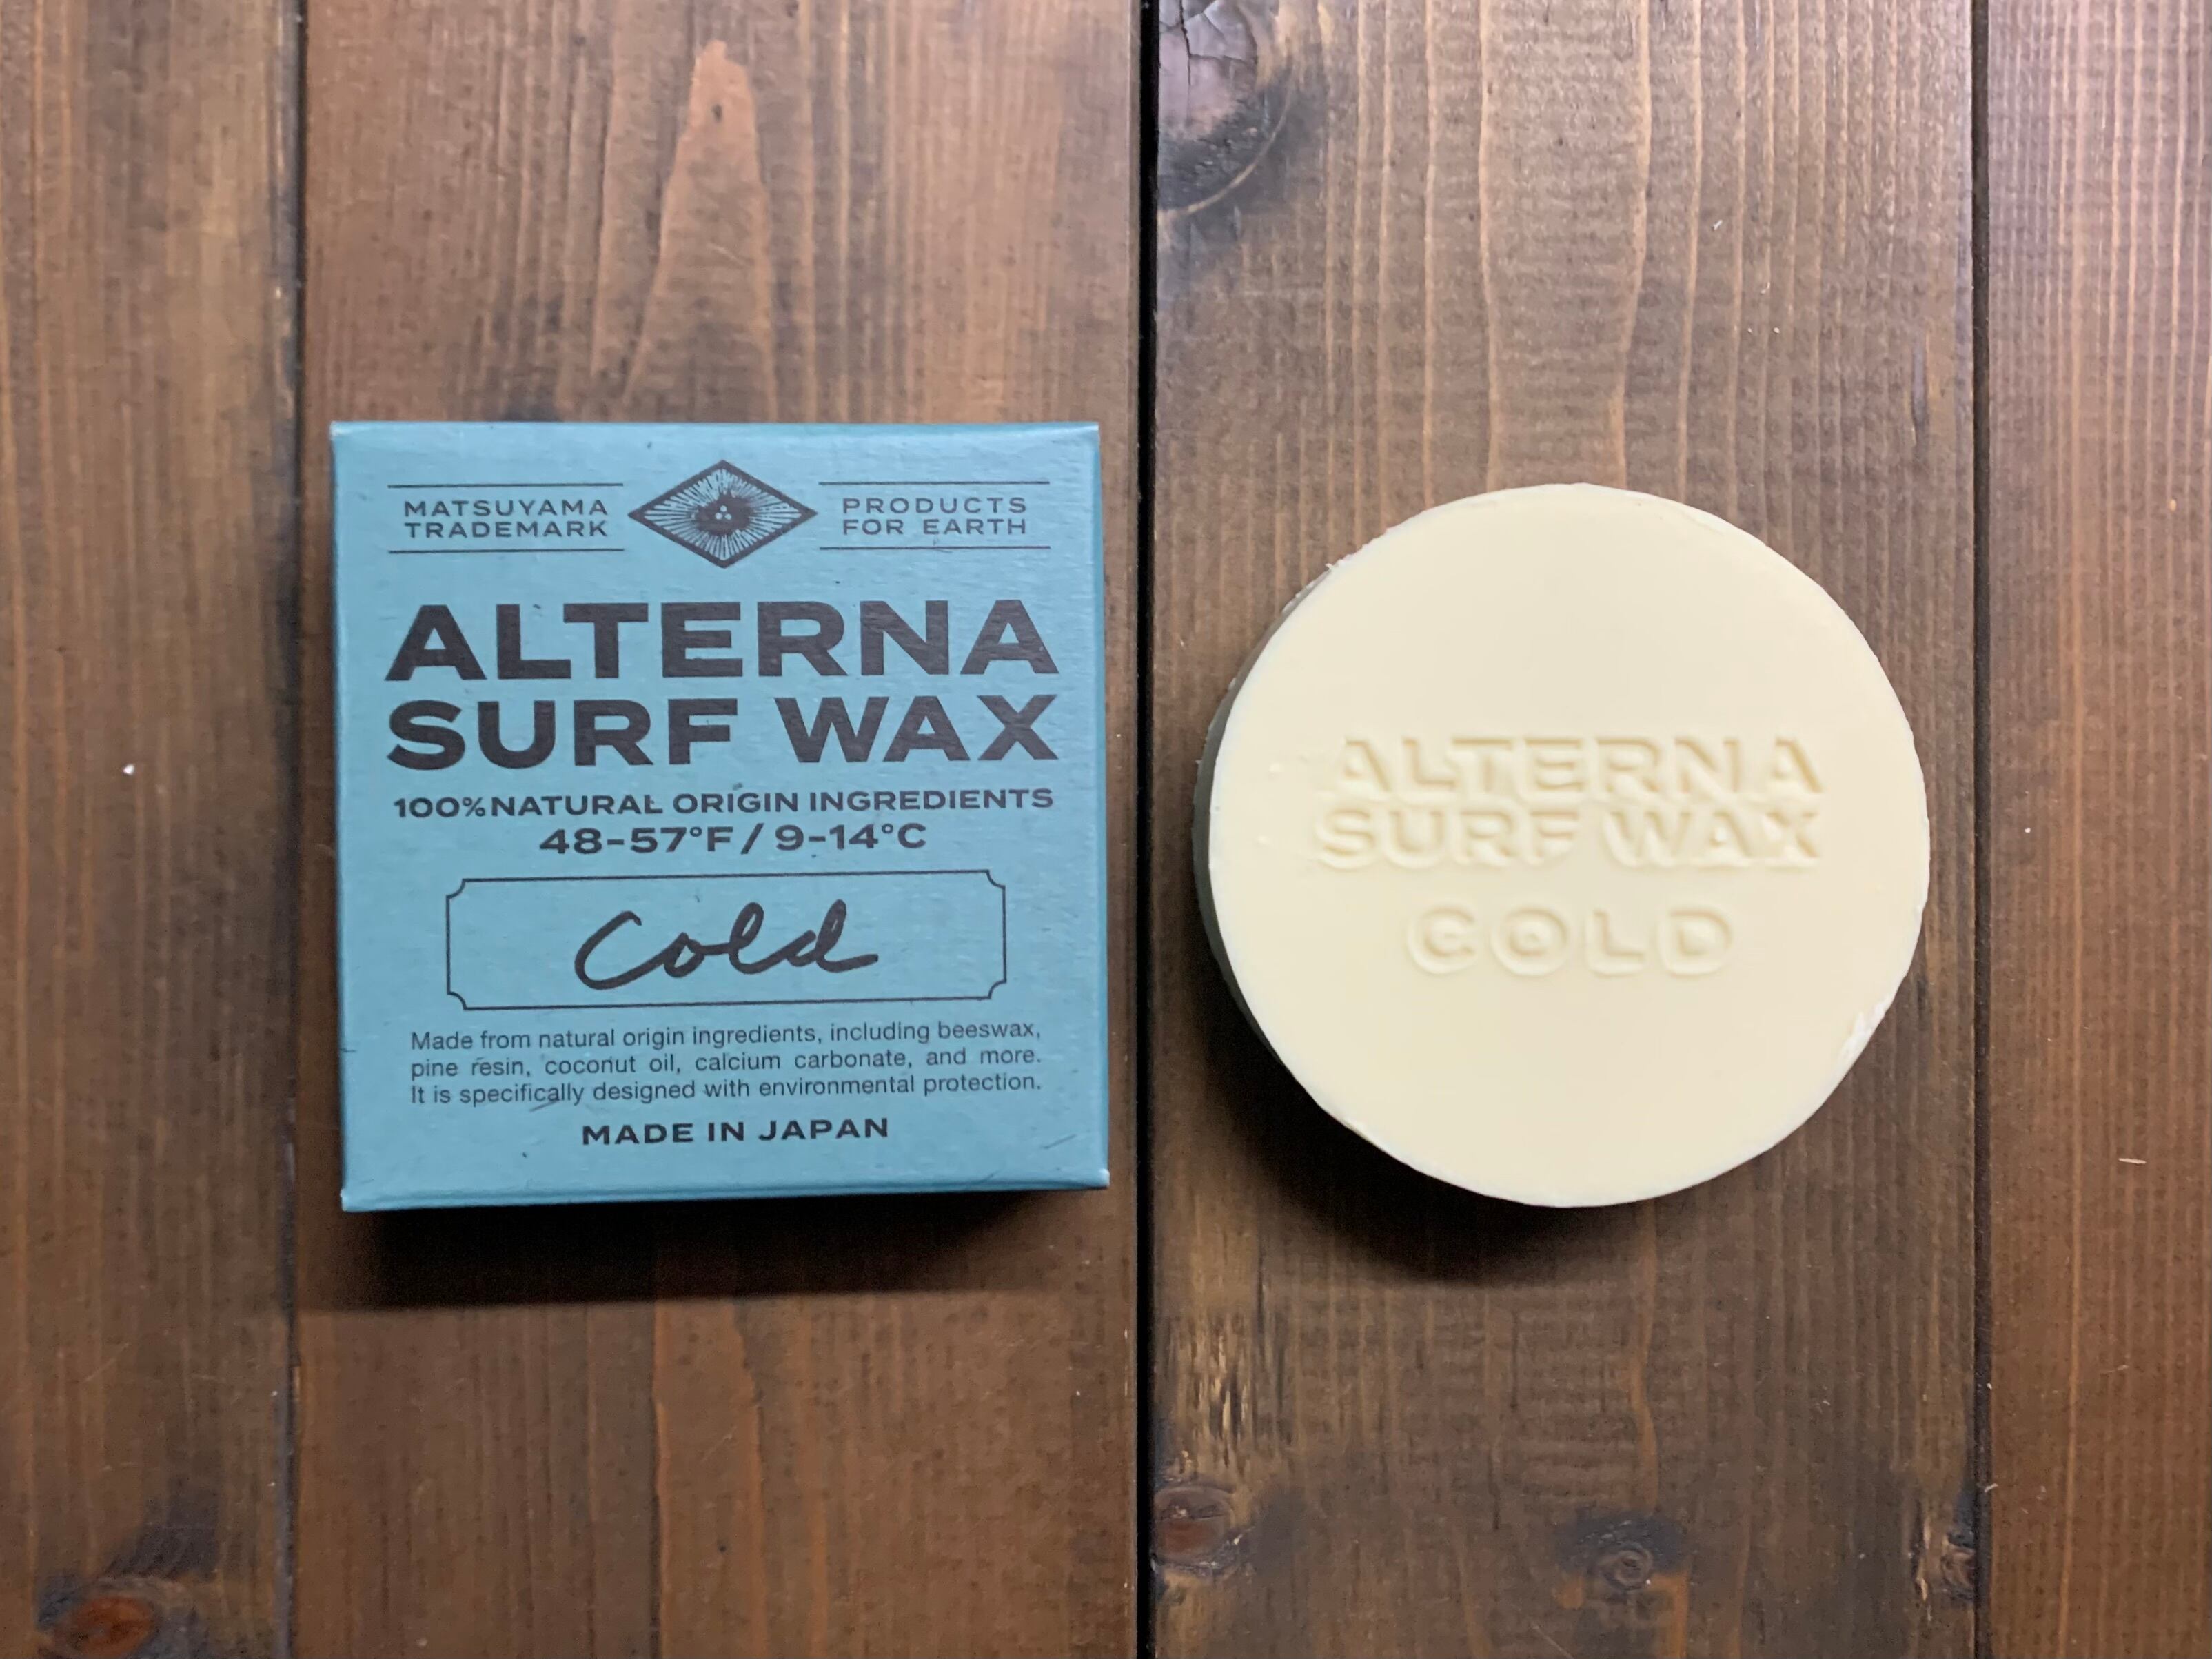 MATSUYAMA
TRADEMARK
PRODUCTS
FOR EARTH
ALTERNA
SURF WAX
100%NATURAL ORIGIN INGREDIENTS
48-57°F / 9-14°C
Cold
Made from natural origin ingredients, including beeswax,
pine resin, coconut oil, calcium carbonate, and more.
It is specifically designed with environmental protection.
MADE IN JAPAN
ALTERNA
SURF WAX
COLD